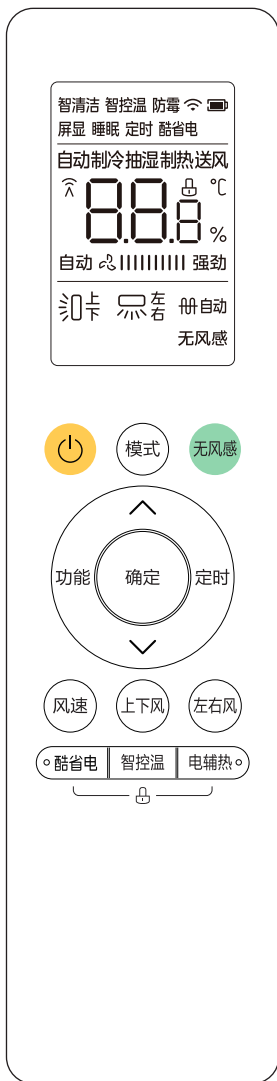 智清洁 智控温 防霉
屏显 睡眠 定时 酷省电
自动制冷抽湿制热送风
88.8 ℃
%
自动 强劲
上下 左右 自动
无风感
模式 无风感
功能 确定 定时
风速 上下风 左右风
酷省电 智控温 电辅热